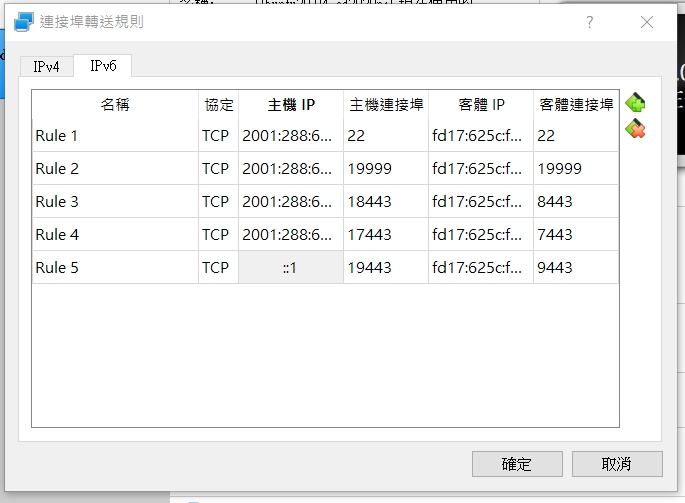 連接埠轉送規則
IPv4 IPv6
名稱 協定 主機 IP 主機連接埠 客體 IP 客體連接埠
Rule 1 TCP 2001:288:6... 22 fd17:625c:f... 22
Rule 2 TCP 2001:288:6... 19999 fd17:625c:f... 19999
Rule 3 TCP 2001:288:6... 18443 fd17:625c:f... 8443
Rule 4 TCP 2001:288:6... 17443 fd17:625c:f... 7443
Rule 5 TCP ::1 19443 fd17:625c:f... 9443
確定 取消